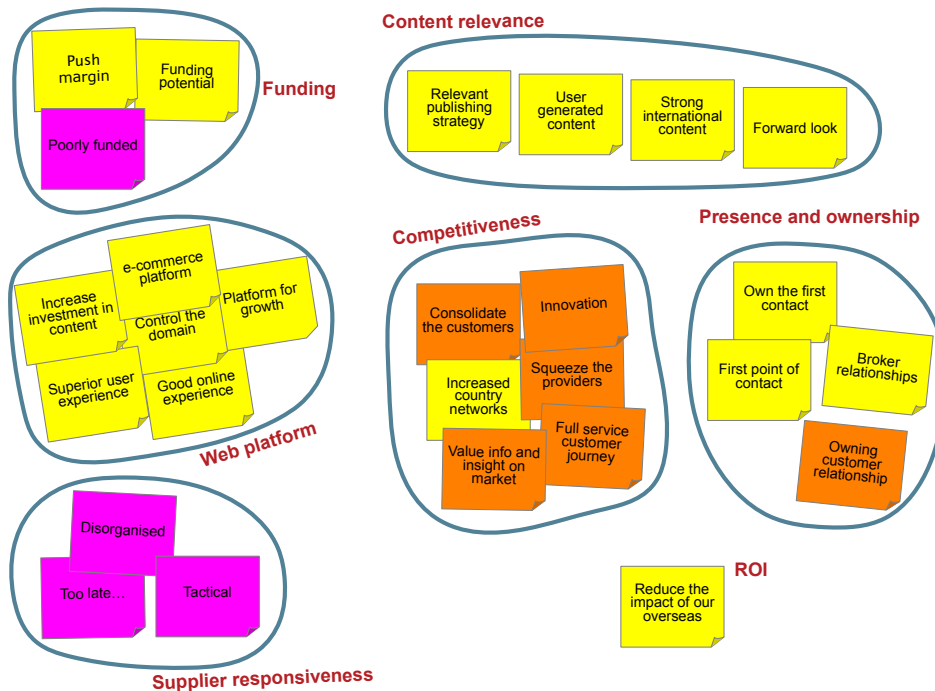 Push
margin
Funding
potential
Poorly funded
Funding
Content relevance
Relevant
publishing
strategy
User
generated
content
Strong
international
content
Forward look
e-commerce
platform
Increase
investment in
content
Control the
domain
Platform for
growth
Superior user
experience
Good online
experience
Web platform
Competitiveness
Consolidate
the customers
Innovation
Increased
country
networks
Squeeze the
providers
Value info and
insight on
market
Full service
customer
journey
Presence and ownership
Own the first
contact
First point of
contact
Broker
relationships
Owning
customer
relationship
Disorganised
Too late…
Tactical
Supplier responsiveness
ROI
Reduce the
impact of our
overseas